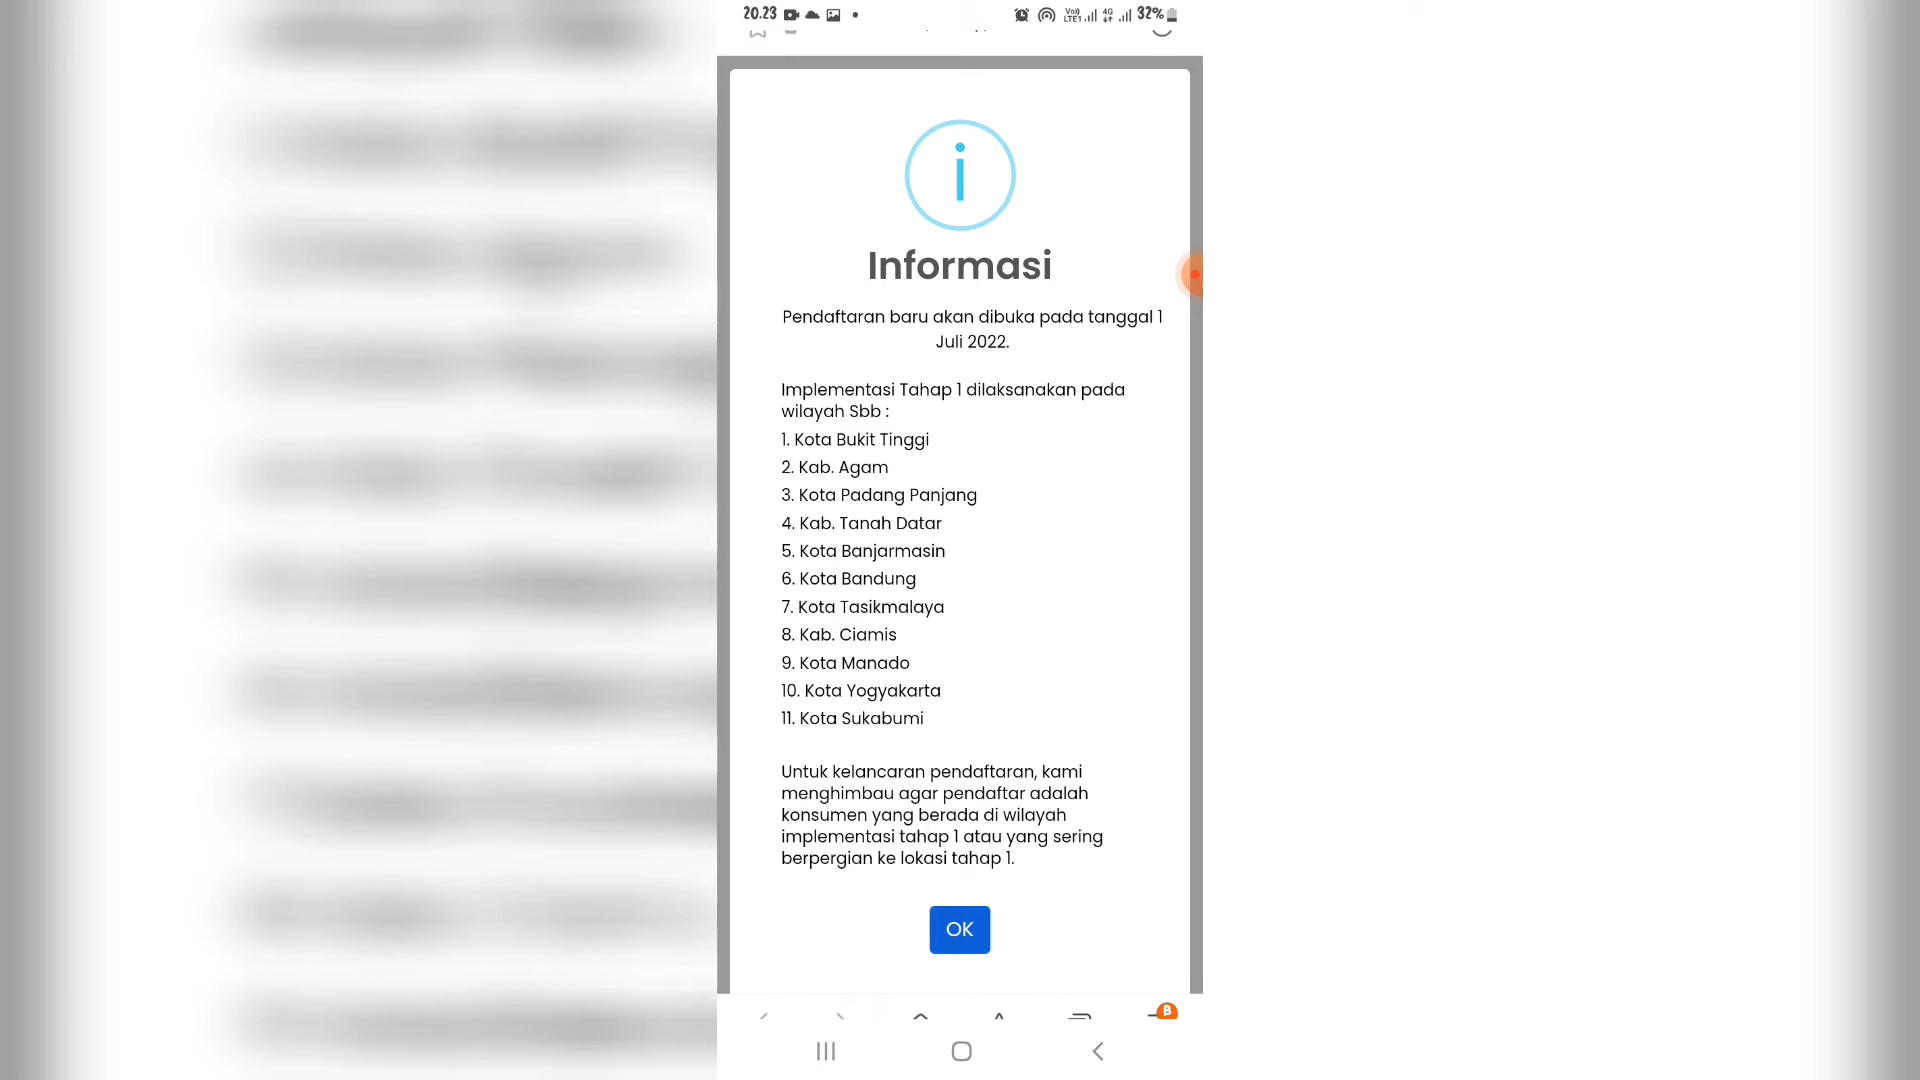 20.23
Vo))
LTE1
4G
32%
i
Informasi
Pendaftaran baru akan dibuka pada tanggal 1
Juli 2022.
Implementasi Tahap 1 dilaksanakan pada
wilayah Sbb :
1. Kota Bukit Tinggi
2. Kab. Agam
3. Kota Padang Panjang
4. Kab. Tanah Datar
5. Kota Banjarmasin
6. Kota Bandung
7. Kota Tasikmalaya
8. Kab. Ciamis
9. Kota Manado
10. Kota Yogyakarta
11. Kota Sukabumi
Untuk kelancaran pendaftaran, kami
menghimbau agar pendaftar adalah
konsumen yang berada di wilayah
implementasi tahap 1 atau yang sering
berpergian ke lokasi tahap 1.
OK
B